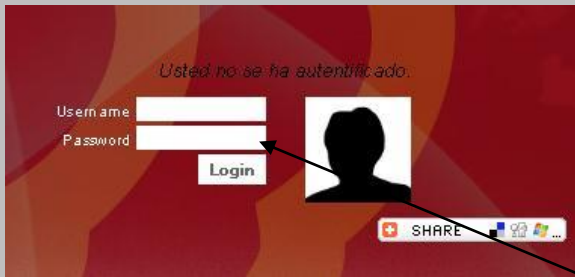 Usted no se ha autentificado.
Username
Password
Login
SHARE ...